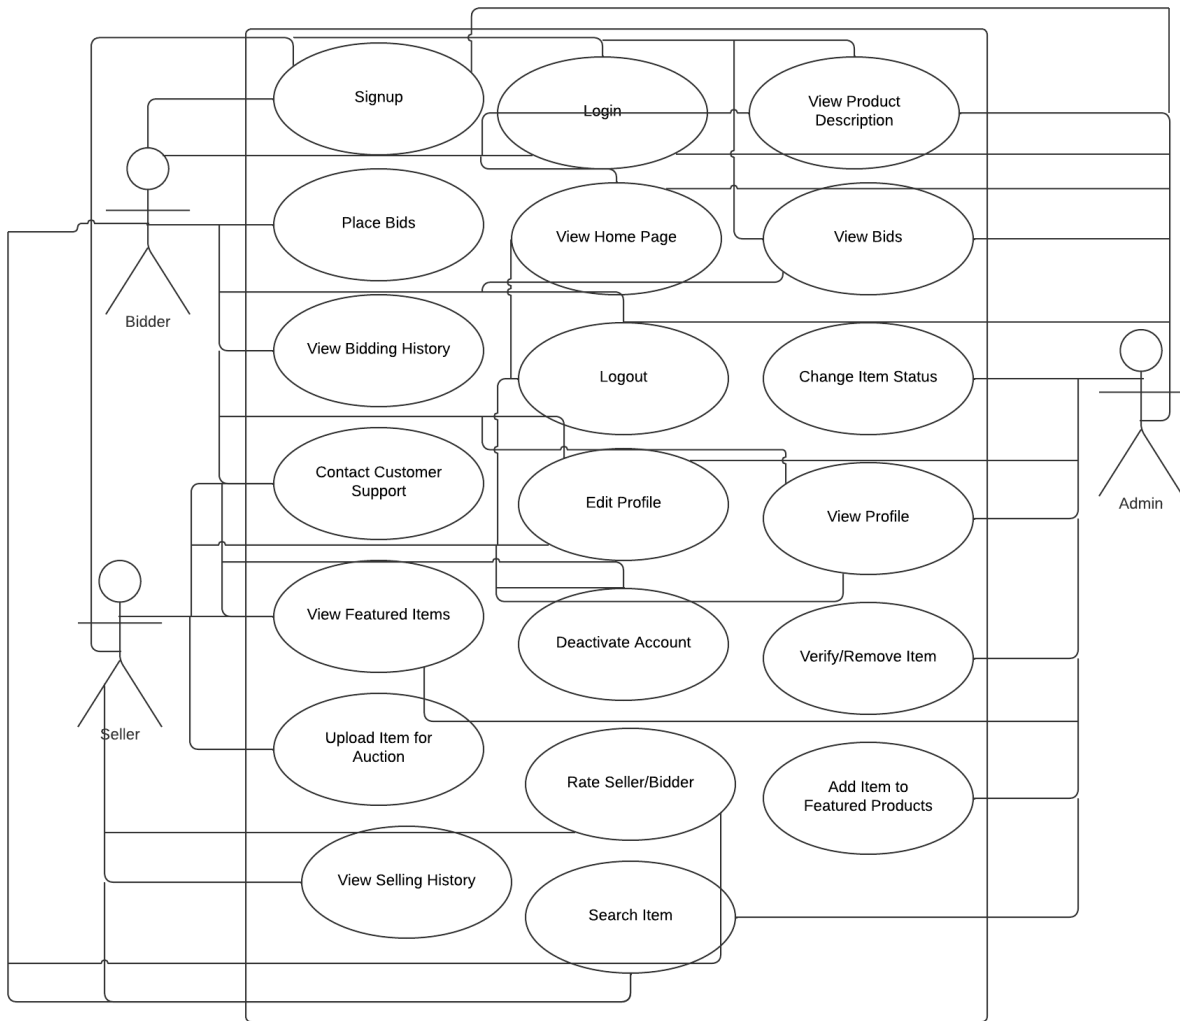 Signup
Login
View Product
Description
Place Bids
View Home Page
View Bids
Bidder
View Bidding History
Logout
Change Item Status
Contact Customer
Support
Edit Profile
View Profile
Admin
View Featured Items
Deactivate Account
Verify/Remove Item
Seller
Upload Item for
Auction
Rate Seller/Bidder
Add Item to
Featured Products
View Selling History
Search Item